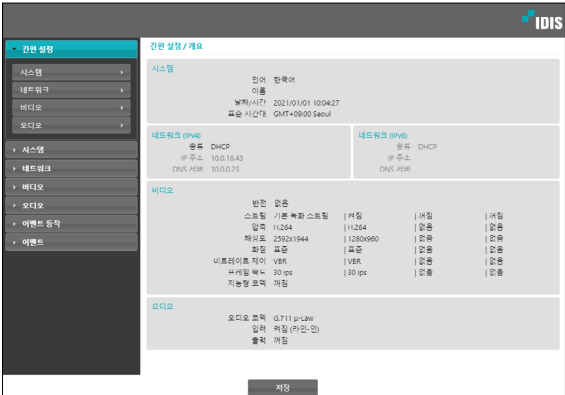 IDIS
간편 설정
시스템
네트워크
비디오
오디오
시스템
네트워크
비디오
오디오
이벤트 동작
이벤트
간편 설정 / 개요
시스템
언어 한국어
이름
날짜/시간 2021/01/01 10:04:27
표준 시간대 GMT+09:00 Seoul
네트워크 (IPv4)
종류 DHCP
IP 주소 10.0.18.43
DNS 서버 10.0.0.23
네트워크 (IPv6)
종류 DHCP
IP 주소
DNS 서버
비디오
반전 없음
스트림 기본 녹화 스트림 | 켜짐 | 꺼짐 | 꺼짐
압축 H.264 | H.264 | 없음 | 없음
해상도 2592x1944 | 1280x960 | 없음 | 없음
화질 표준 | 표준 | 없음 | 없음
비트레이트 제어 VBR | VBR | 없음 | 없음
프레임 속도 30 ips | 30 ips | 없음 | 없음
지능형 코덱 꺼짐
오디오
오디오 코덱 G.711 μ-Law
입력 켜짐 (라인-인)
출력 꺼짐
저장